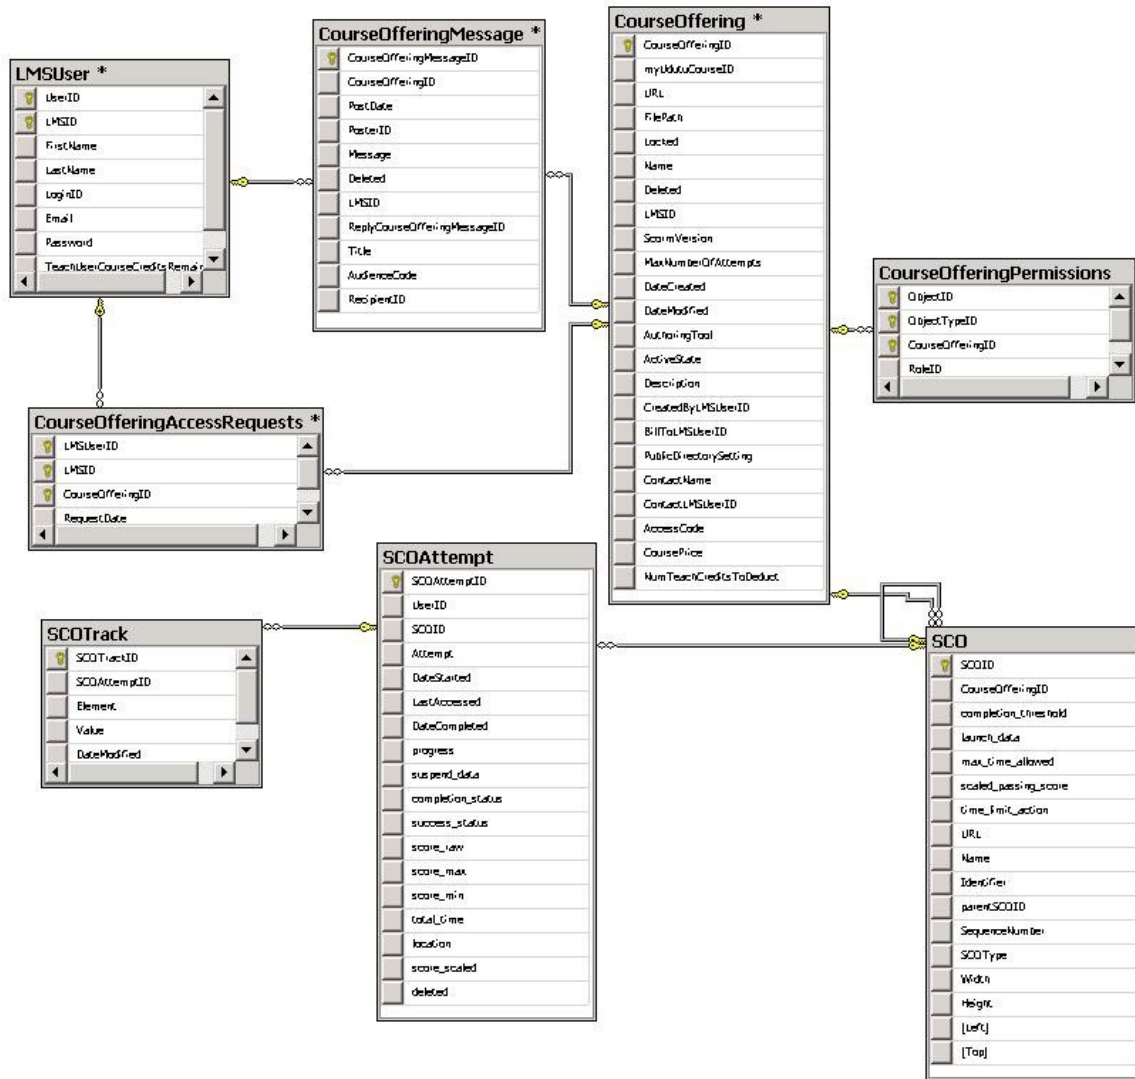 LMSUser *
UserID
LMSID
FirstName
LastName
LoginID
Email
Password
TeachUserCourseCreditsRemain
CourseOfferingMessage *
CourseOfferingMessageID
CourseOfferingID
PostDate
PosterID
Message
Deleted
LMSID
ReplyCourseOfferingMessageID
Title
AudienceCode
RecipientID
CourseOffering *
CourseOfferingID
myUdutuCourseID
URL
FilePath
Locked
Name
Deleted
LMSID
ScormVersion
MaxNumberOfAttempts
DateCreated
DateModified
AuthoringTool
ActiveState
Description
CreatedByLMSUserID
BillToLMSUserID
PublicDirectorySetting
ContactName
ContactLMSUserID
AccessCode
CoursePrice
NumTeachCreditsToDeduct
CourseOfferingPermissions
ObjectID
ObjectTypeID
CourseOfferingID
RoleID
CourseOfferingAccessRequests *
LMSUserID
LMSID
CourseOfferingID
RequestDate
SCOAttempt
SCOAttemptID
UserID
SCOID
Attempt
DateStarted
LastAccessed
DateCompleted
progress
suspend_data
completion_status
success_status
score_raw
score_max
score_min
total_time
location
score_scaled
deleted
SCOTrack
SCOTrackID
SCOAttemptID
Element
Value
DateModified
SCO
SCOID
CourseOfferingID
completion_threshold
launch_data
max_time_allowed
scaled_passing_score
time_limit_action
URL
Name
Identifier
parentSCOID
SequenceNumber
SCOType
Width
Height
[Left]
[Top]